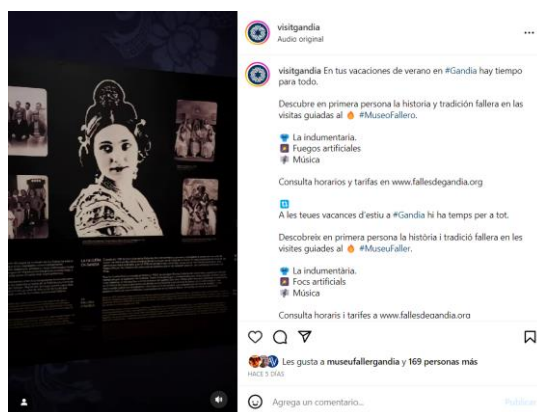 visitgandia
Audio original
visitgandia En tus vacaciones de verano en #Gandia hay tiempo
para todo.
Descubre en primera persona la historia y tradición fallera en las
visitas guiadas al 🔥 #MuseoFallero.
👚 La indumentaria.
🎆 Fuegos artificiales
🎼 Música
Consulta horarios y tarifas en www.fallesdegandia.org
A les teues vacances d'estiu a #Gandia hi ha temps per a tot.
Descobreix en primera persona la història i tradició fallera en les
visites guiades al 🔥 #MuseuFaller.
👚 La indumentària.
🎆 Focs artificials
🎼 Música
Consulta horaris i tarifes a www.fallesdegandia.org
Les gusta a museufallergandia y 169 personas más
HACE 5 DÍAS
Agrega un comentario...
Publicar